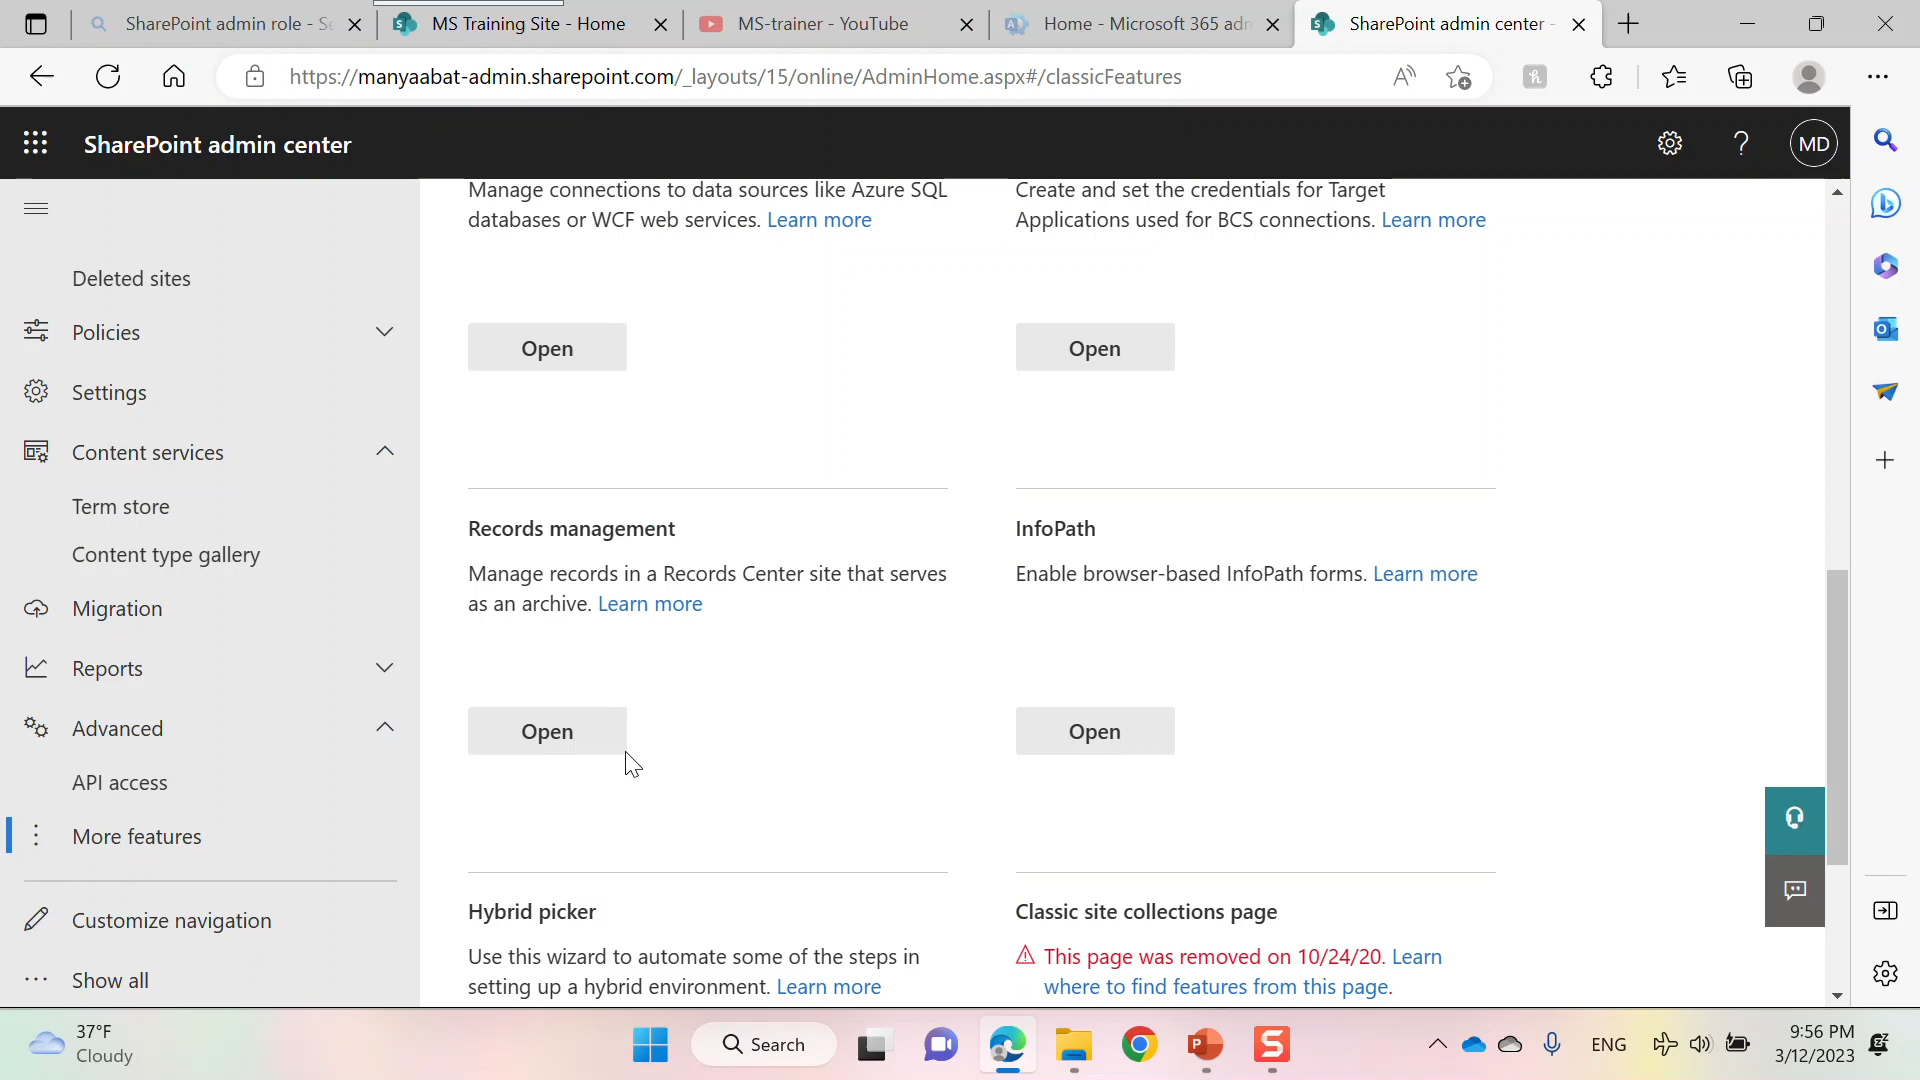 SharePoint admin role - Se
MS Training Site - Home
MS-trainer - YouTube
Home - Microsoft 365 adm
SharePoint admin center -
https://manyaabat-admin.sharepoint.com/_layouts/15/online/AdminHome.aspx#/classicFeatures
SharePoint admin center
MD
Deleted sites
Policies
Settings
Content services
Term store
Content type gallery
Migration
Reports
Advanced
API access
More features
Customize navigation
Show all
Manage connections to data sources like Azure SQL
databases or WCF web services. Learn more
Open
Create and set the credentials for Target
Applications used for BCS connections. Learn more
Open
Records management
Manage records in a Records Center site that serves
as an archive. Learn more
Open
InfoPath
Enable browser-based InfoPath forms. Learn more
Open
Hybrid picker
Use this wizard to automate some of the steps in
setting up a hybrid environment. Learn more
Classic site collections page
This page was removed on 10/24/20. Learn
where to find features from this page.
37°F
Cloudy
Search
ENG
9:56 PM
3/12/2023